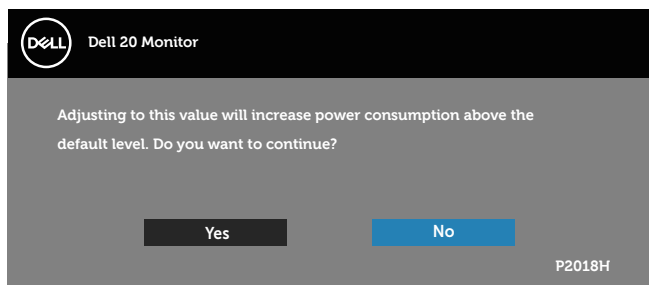 DELL
Dell 20 Monitor
Adjusting to this value will increase power consumption above the
default level. Do you want to continue?
Yes
No
P2018H